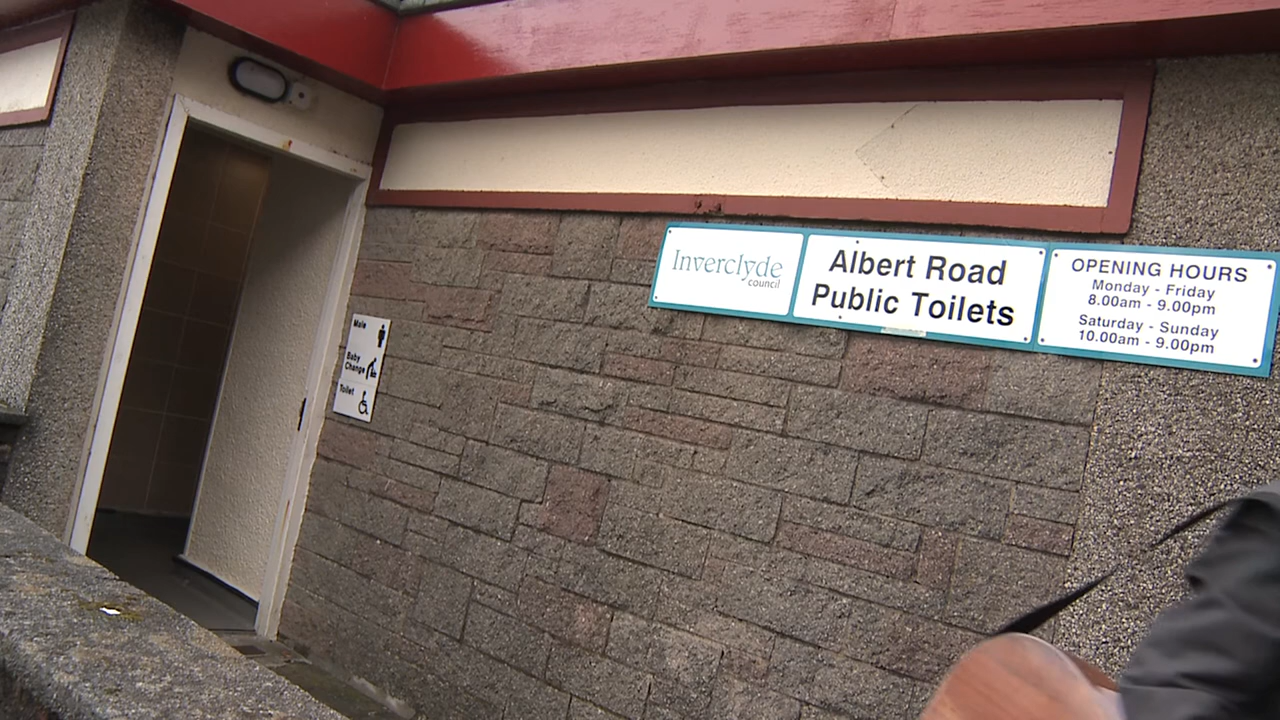 Male
Baby
Change
Toilet
Inverclyde
council
Albert Road
Public Toilets
OPENING HOURS
Monday - Friday
8.00am - 9.00pm
Saturday - Sunday
10.00am - 9.00pm